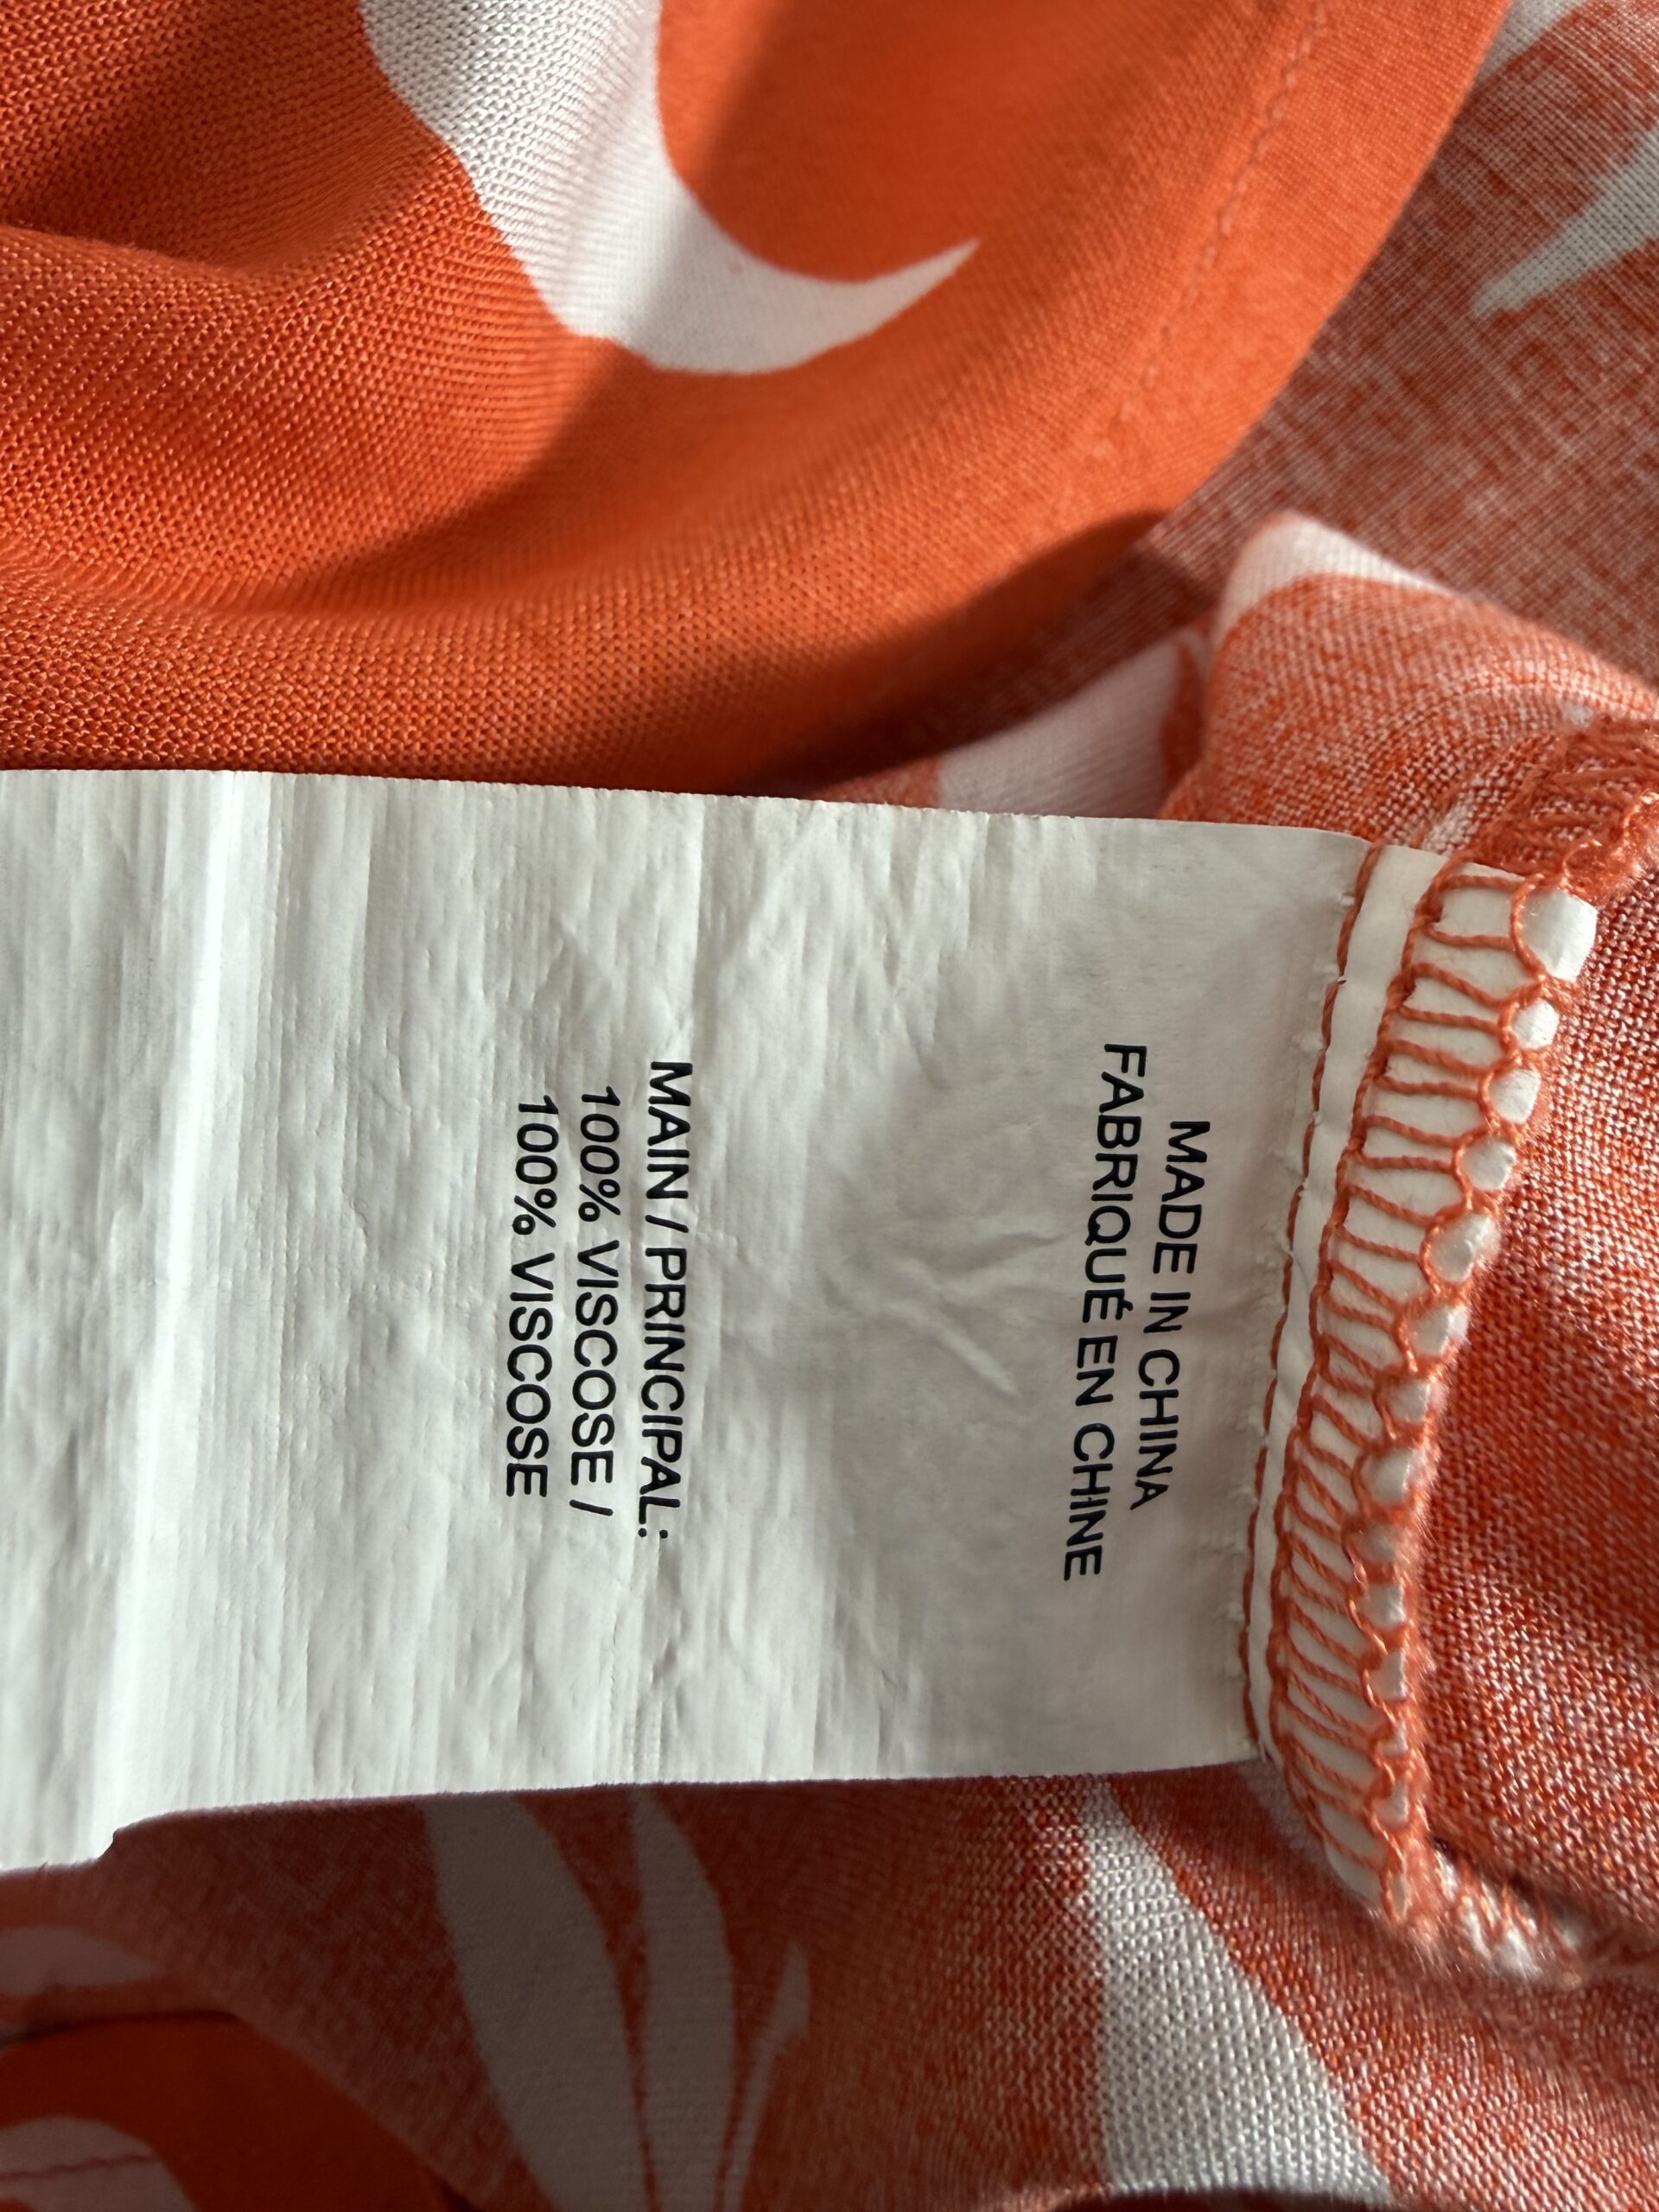 MADE IN CHINA
FABRIQUÉ EN CHINE
MAIN / PRINCIPAL:
100% VISCOSE /
100% VISCOSE